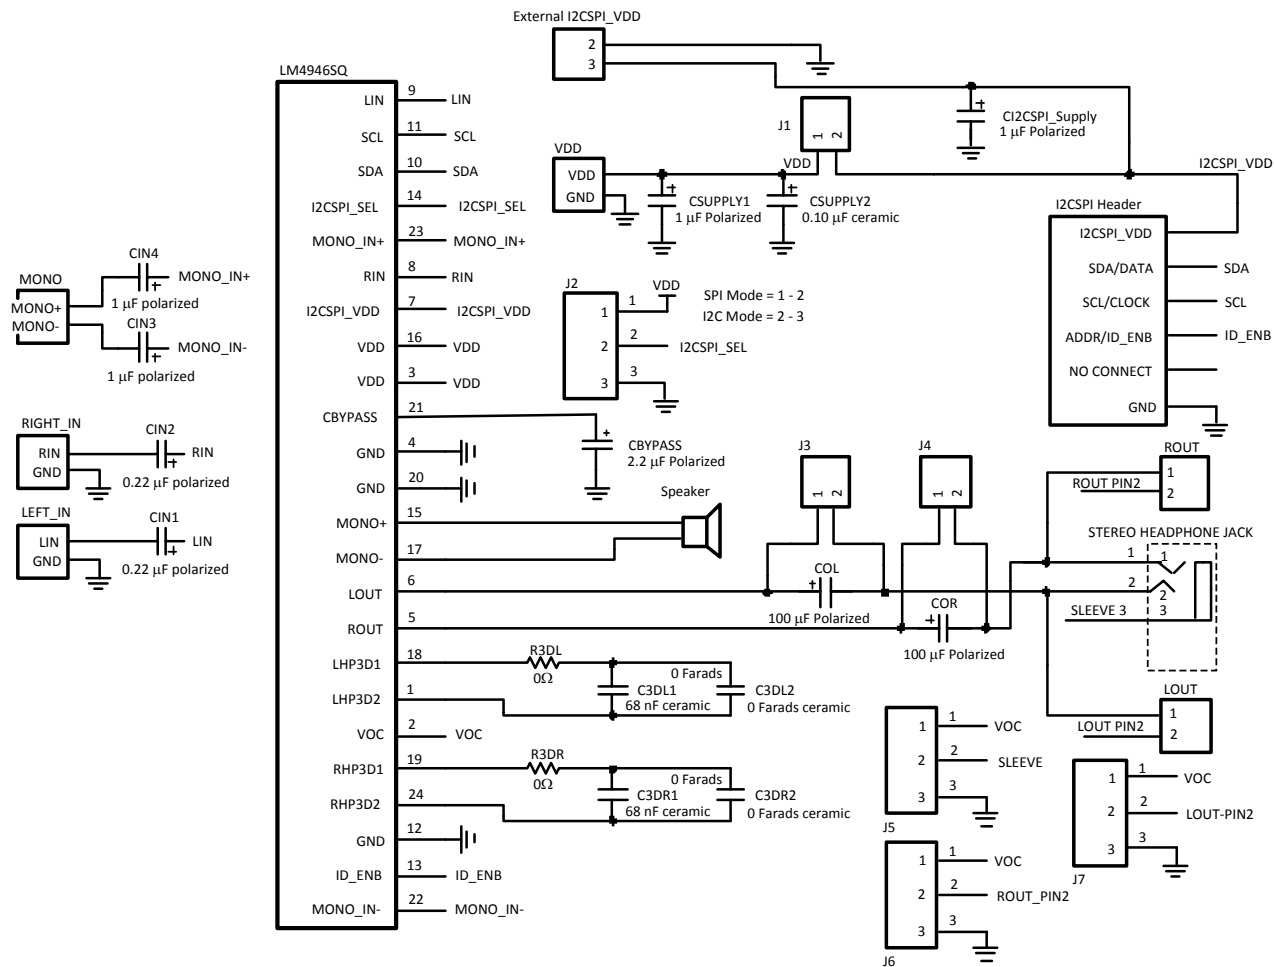 External I2CSPI_VDD
2
3
LM4946SQ
LIN 9 LIN
SCL 11 SCL
SDA 10 SDA
I2CSPI_SEL 14 I2CSPI_SEL
MONO_IN+ 23 MONO_IN+
RIN 8 RIN
I2CSPI_VDD 7 I2CSPI_VDD
VDD 16 VDD
VDD 3 VDD
CBYPASS 21
GND 4
GND 20
MONO+ 15
MONO- 17
LOUT 6
ROUT 5
LHP3D1 18
LHP3D2 1
VOC 2 VOC
RHP3D1 19
RHP3D2 24
GND 12
ID_ENB 13 ID_ENB
MONO_IN- 22 MONO_IN-
MONO
MONO+
MONO-
CIN4
+
MONO_IN+
1 µF polarized
CIN3
+
MONO_IN-
1 µF polarized
RIGHT_IN
RIN
GND
CIN2
+
RIN
0.22 µF polarized
LEFT_IN
LIN
GND
CIN1
+
LIN
0.22 µF polarized
VDD
VDD
GND
+
CSUPPLY1
1 µF Polarized
+
CSUPPLY2
0.10 µF ceramic
VDD
J1
1 2
+
CI2CSPI_Supply
1 µF Polarized
I2CSPI_VDD
I2CSPI Header
I2CSPI_VDD
SDA/DATA SDA
SCL/CLOCK SCL
ADDR/ID_ENB ID_ENB
NO CONNECT
GND
J2
1 1 VDD
2 2 I2CSPI_SEL
3 3
SPI Mode = 1 - 2
I2C Mode = 2 - 3
+
CBYPASS
2.2 µF Polarized
Speaker
J3
1 2
J4
1 2
COL
+
100 µF Polarized
COR
+
100 µF Polarized
ROUT
1
2
ROUT PIN2
STEREO HEADPHONE JACK
1 1
2 2
SLEEVE 3 3
LOUT
1
2
LOUT PIN2
R3DL
0Ω
C3DL1
68 nF ceramic
0 Farads
C3DL2
0 Farads ceramic
R3DR
0Ω
C3DR1
68 nF ceramic
0 Farads
C3DR2
0 Farads ceramic
1 1 VOC
2 2 SLEEVE
3 3
J5
1 1 VOC
2 2 ROUT_PIN2
3 3
J6
1 1 VOC
2 2 LOUT-PIN2
3 3
J7